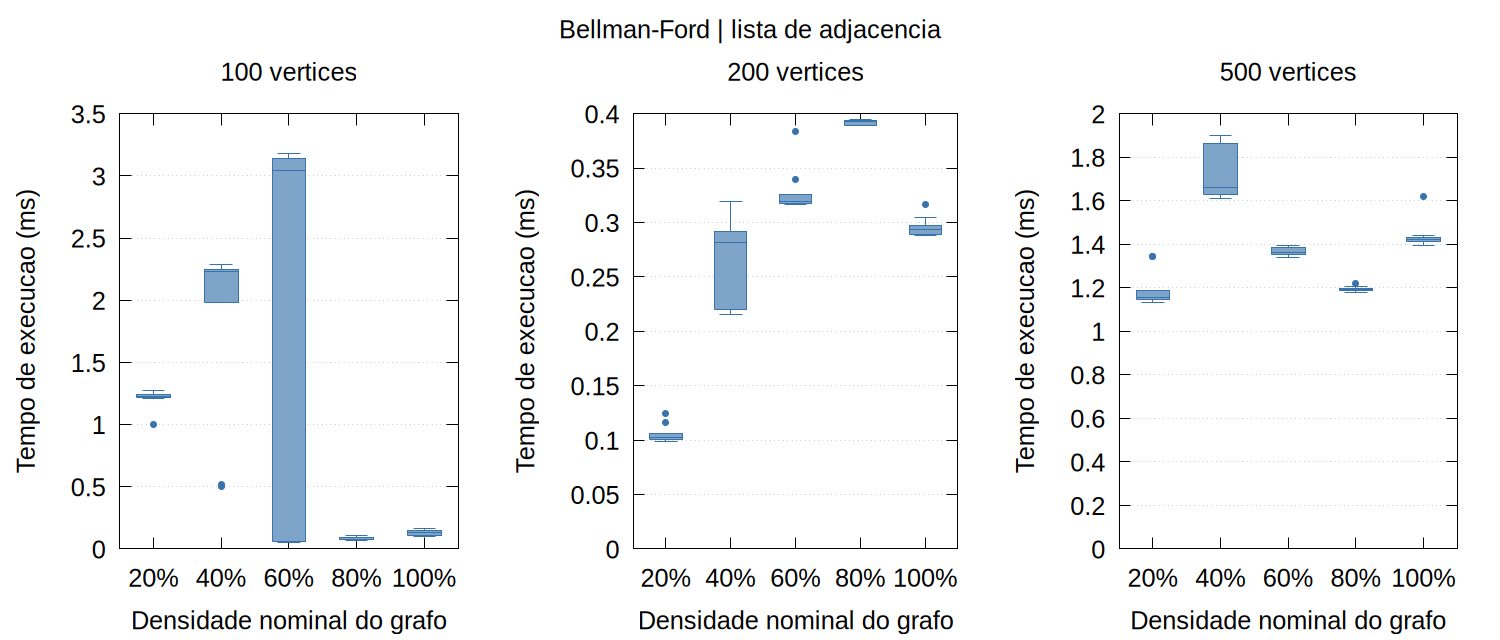 Bellman-Ford | lista de adjacencia
100 vertices
Tempo de execucao (ms)
3.5
3
2.5
2
1.5
1
0.5
0
20% 40% 60% 80% 100%
Densidade nominal do grafo
200 vertices
Tempo de execucao (ms)
0.4
0.35
0.3
0.25
0.2
0.15
0.1
0.05
0
20% 40% 60% 80% 100%
Densidade nominal do grafo
500 vertices
Tempo de execucao (ms)
2
1.8
1.6
1.4
1.2
1
0.8
0.6
0.4
0.2
0
20% 40% 60% 80% 100%
Densidade nominal do grafo